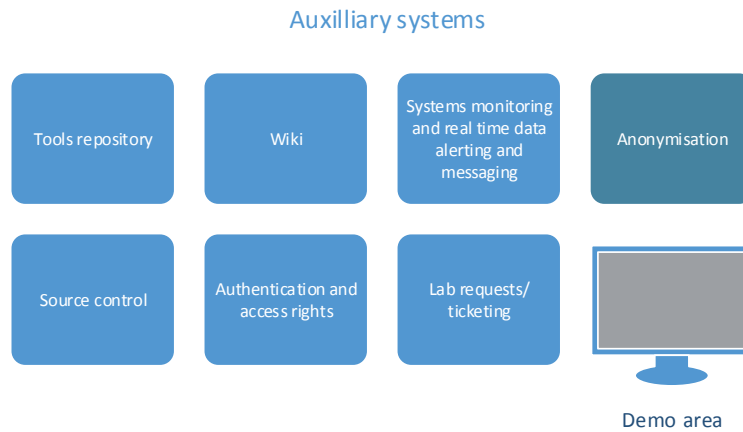 Auxilliary systems
Tools repository
Wiki
Systems monitoring
and real time data
alerting and
messaging
Anonymisation
Source control
Authentication and
access rights
Lab requests/
ticketing
Demo area